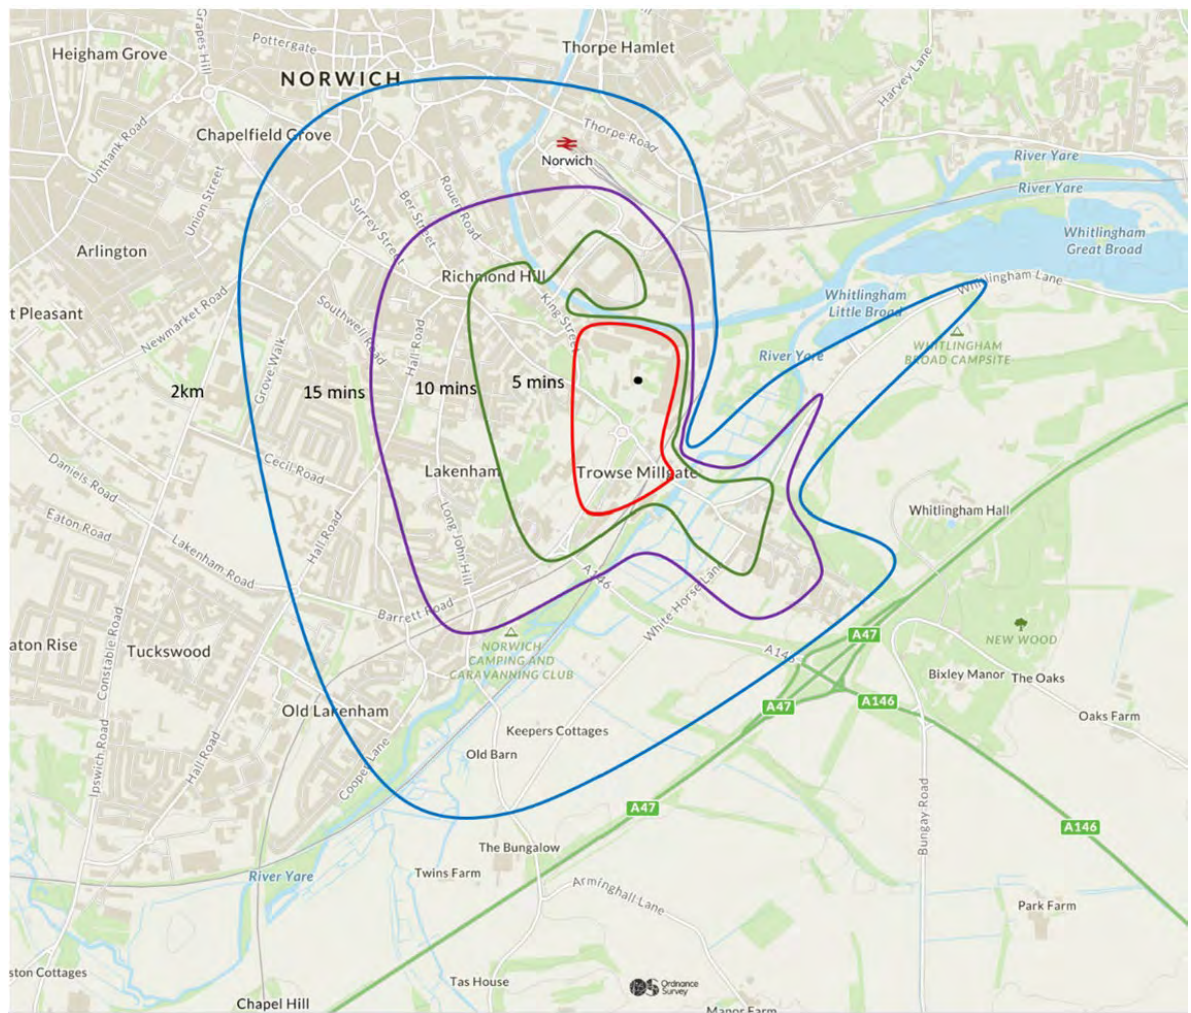 Grapes Hill
Pottergate
Heigham Grove
Thorpe Hamlet
NORWICH
Harvey Lane
Unthank Road
Chapelfield Grove
Thorpe Road
Norwich
River Yare
River Yare
Union Street
Rouen Road
Ber Street
Surrey Street
Arlington
Whitlingham
Great Broad
Richmond Hill
Whitlingham Lane
Whitlingham
Little Broad
King Street
t Pleasant
Newmarket Road
Southwell Road
Hall Road
Grove Walk
WHITLINGHAM
BROAD CAMPSITE
River Yare
2km
15 mins
10 mins
5 mins
Daniels Road
Cecil Road
Lakenham
Trowse Millgate
Eaton Road
Hall Road
Long John Hill
Whitlingham Hall
Lakenham Road
A146
Barrett Road
White Horse Lane
Constable Road
aton Rise
Tuckswood
NORWICH
CAMPING AND
CARAVANNING CLUB
A47
NEW WOOD
A146
Bixley Manor
The Oaks
Old Lakenham
A47
A146
Oaks Farm
Keepers Cottages
Old Barn
Ipswich Road
Hall Road
Cooper Lane
A47
Bungay Road
A146
The Bungalow
Twins Farm
River Yare
Arminghall Lane
Park Farm
ston Cottages
Tas House
OS
Ordnance
Survey
Chapel Hill
Manor Farm